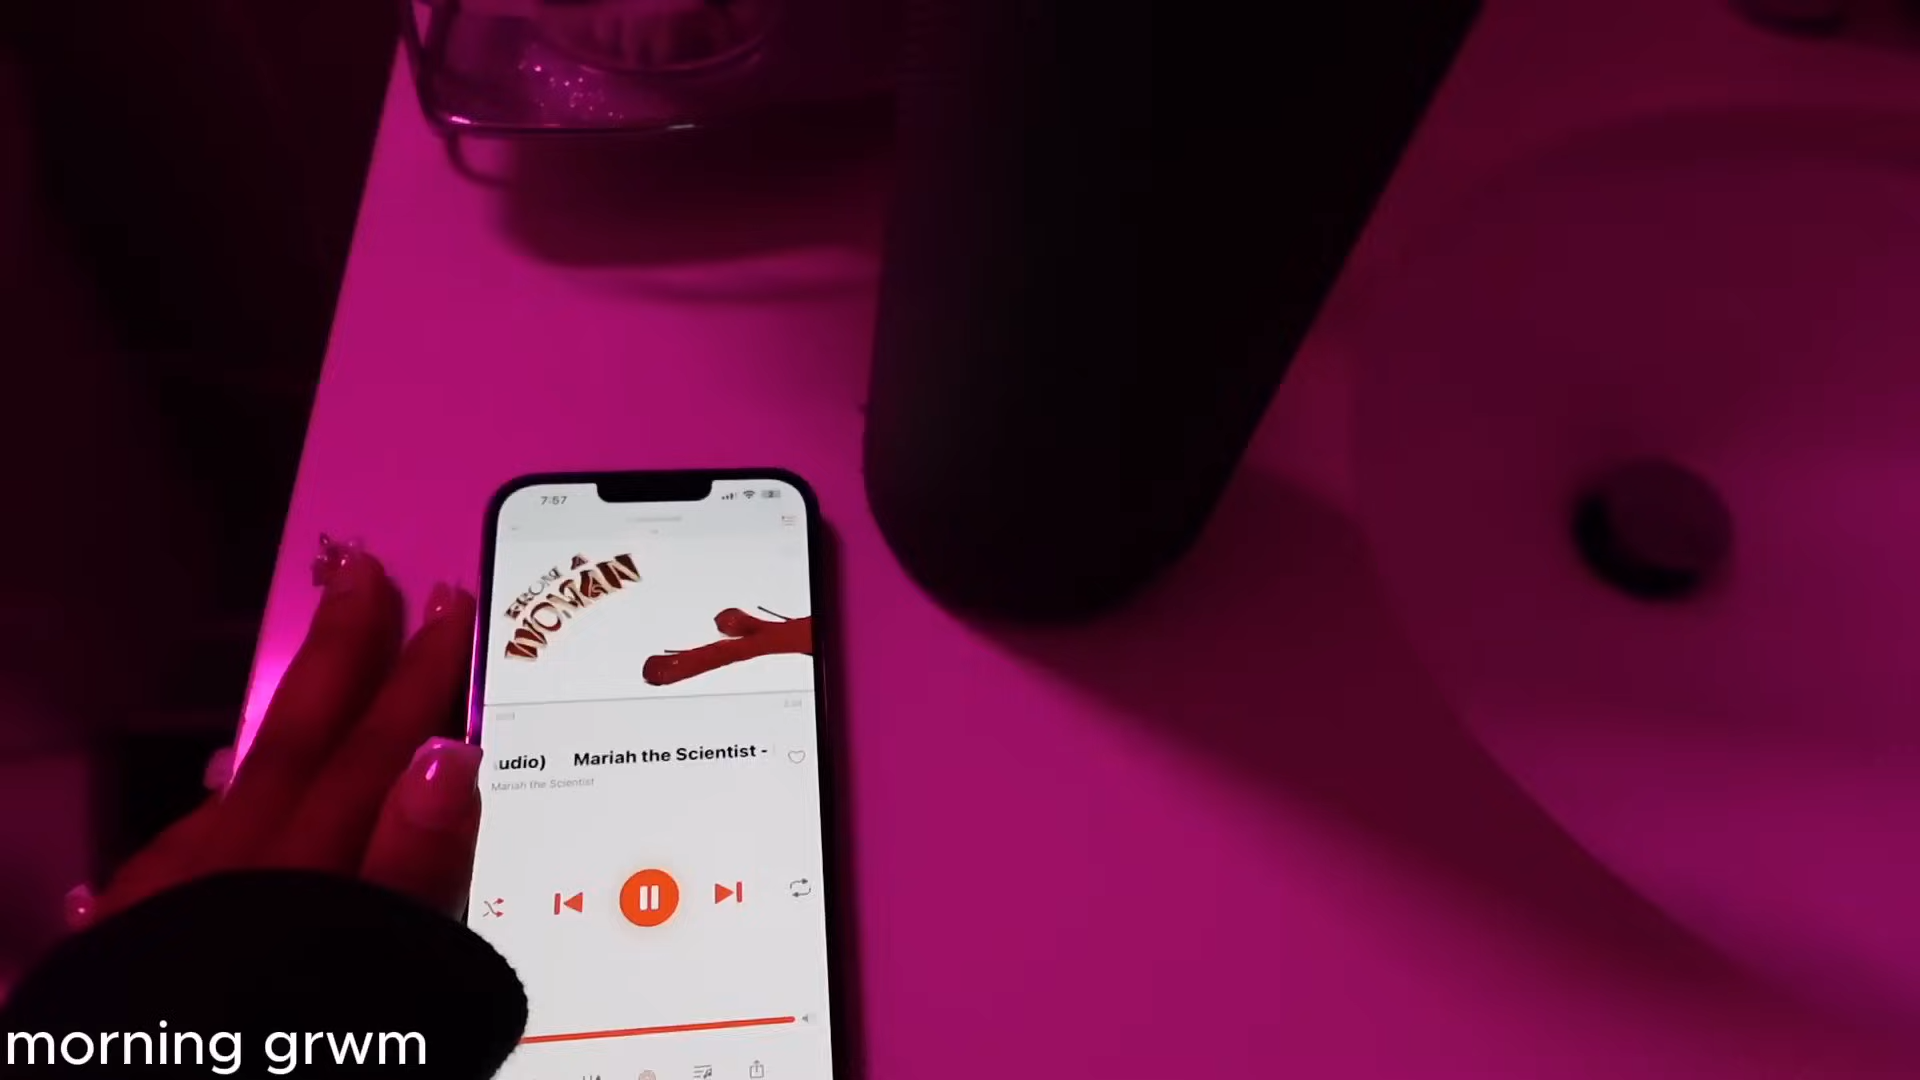 7:57
FROM A
WOMAN
udio) Mariah the Scientist -
Mariah the Scientist
morning grwm